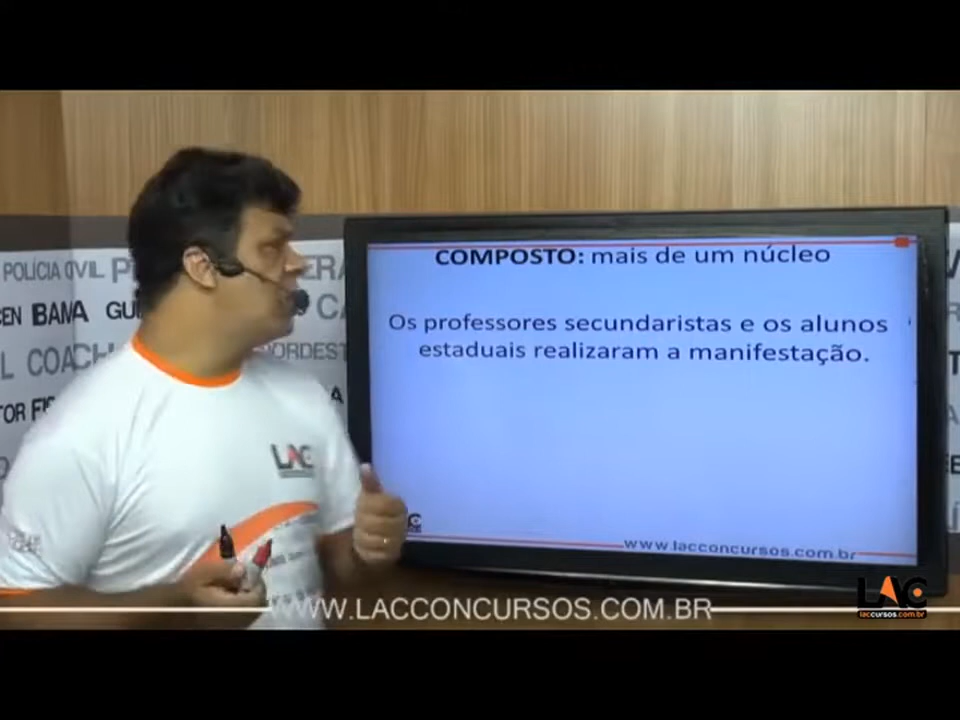 COMPOSTO: mais de um núcleo
Os professores secundaristas e os alunos
estaduais realizaram a manifestação.
www.lacconcursos.com.br
POLÍCIA CIVIL
BAMA
COACH
NORDEST
LAC
WWW.LACCONCURSOS.COM.BR
LAC
laccursos.com.br